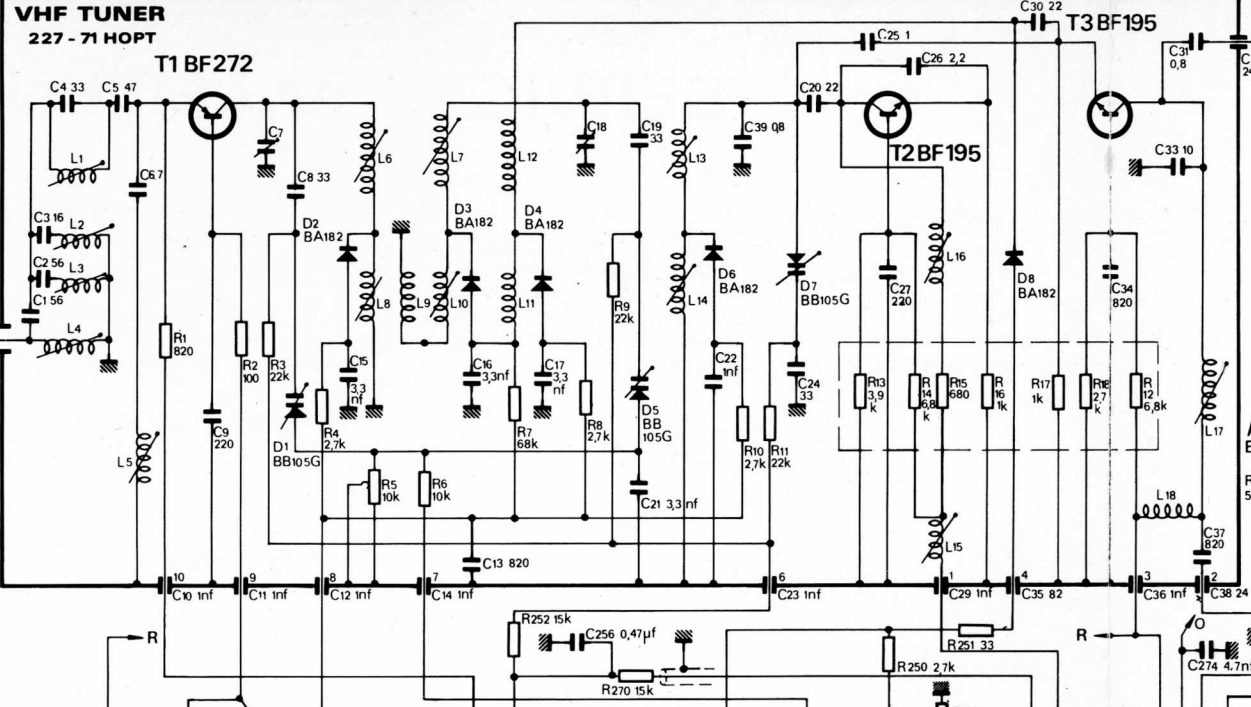 VHF TUNER
227 - 71 HOPT
T1 BF272
C30 22
T3 BF195
C25 1
C26 2,2
C31
0,8
C4 33
C5 47
C7
C18
C19
33
C39 0,8
C20 22
T2 BF195
C33 10
L1
C6,7
C8 33
L6
L7
L12
L13
C3 16
L2
C2 56
L3
C1 56
L4
D2
BA182
D3
BA182
D4
BA182
L8
L9
L10
L11
R9
22k
L14
D6
BA182
D7
BB105G
C27
220
L16
D8
BA182
C34
820
R1
820
R2
100
R3
22k
C15
3,3
nf
C16
3,3nf
C17
3,3
nf
C22
1nf
C24
33
R13
3,9
k
R
14
6,8
k
R15
680
R
16
1k
R17
1k
R18
2,7
k
R
12
6,8k
L17
C9
220
D1
BB105G
R4
2,7k
R7
68k
R8
2,7k
D5
BB
105G
R10
2,7k
R11
22k
L5
R5
10k
R6
10k
C21 3,3 nf
L18
L15
C37
820
C13 820
10
C10 1nf
9
C11 1nf
8
C12 1nf
7
C14 1nf
6
C23 1nf
1
C29 1nf
4
C35 82
3
C36 1nf
2
C38 24
R
R252 15k
C256 0,47µf
R270 15k
R251 33
R250 2,7k
R
O
C274 4,7n